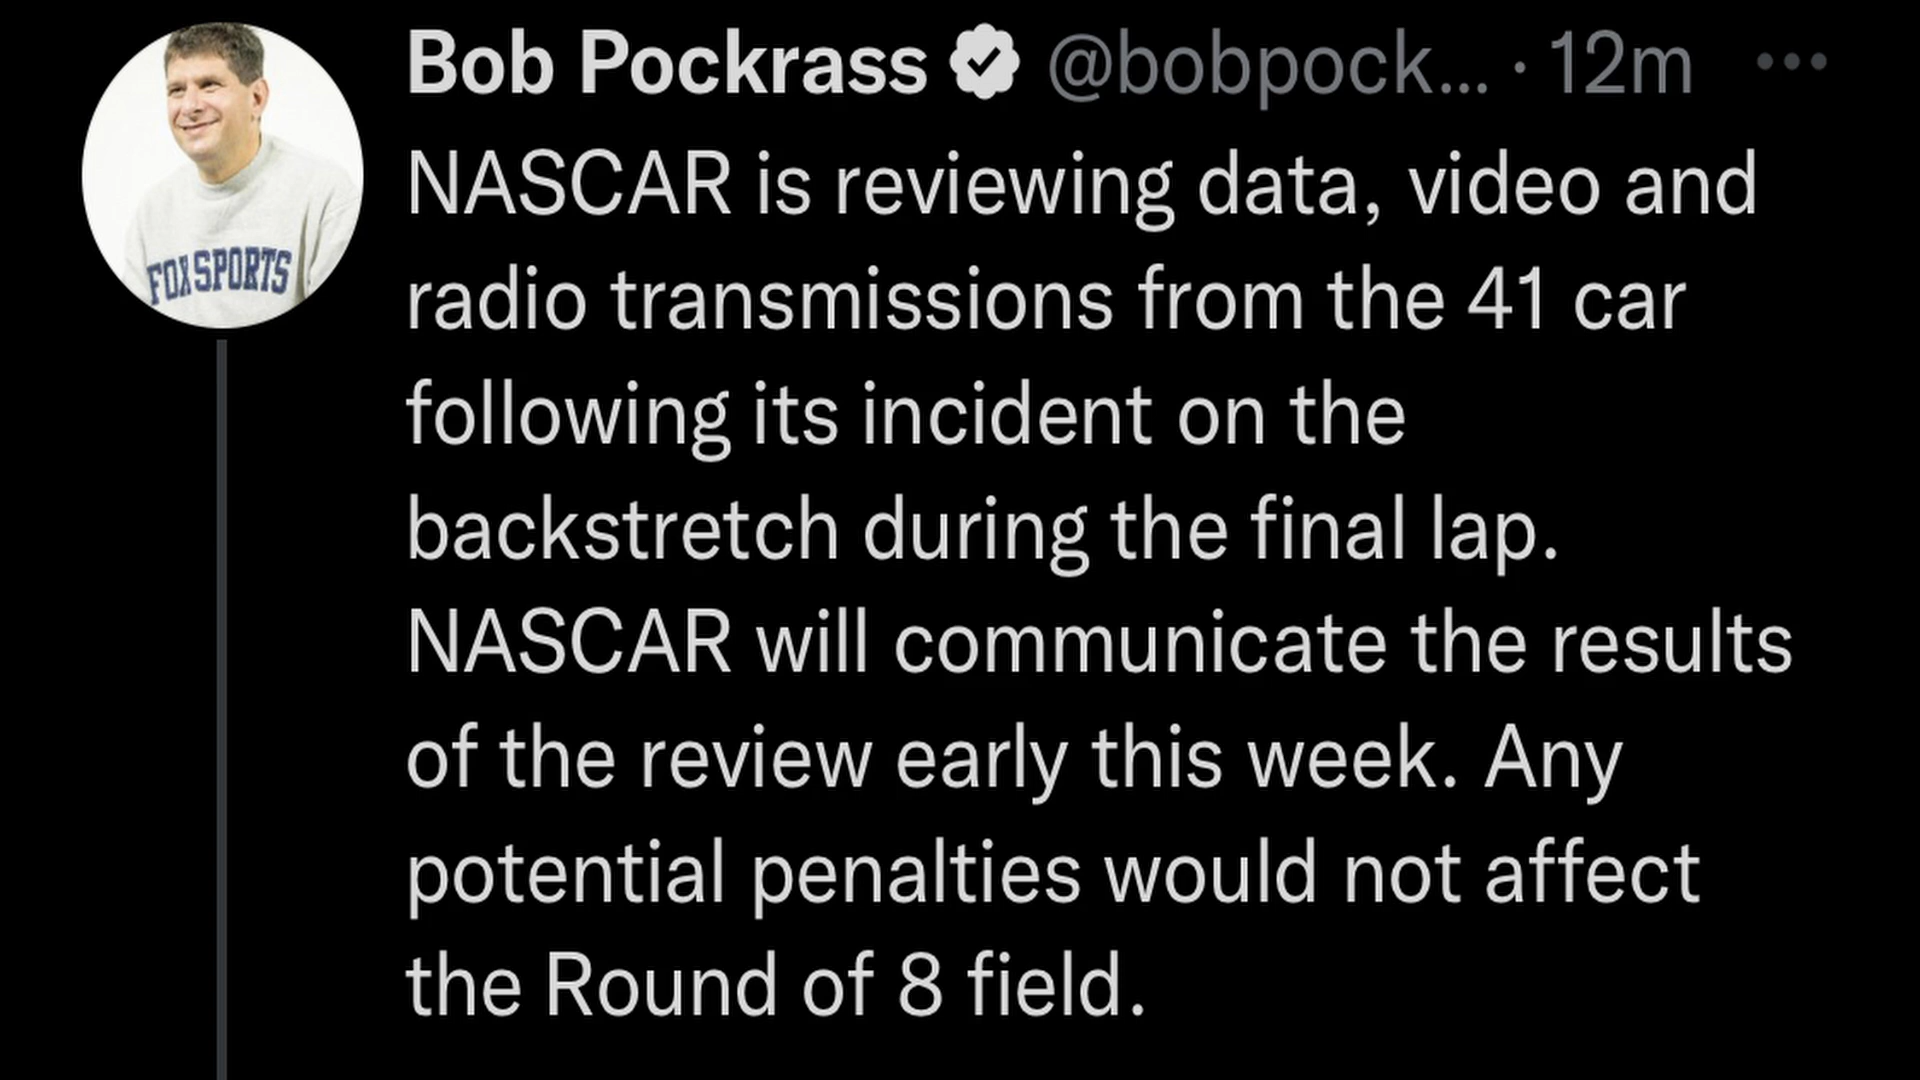 Bob Pockrass @bobpock... · 12m
NASCAR is reviewing data, video and
radio transmissions from the 41 car
following its incident on the
backstretch during the final lap.
NASCAR will communicate the results
of the review early this week. Any
potential penalties would not affect
the Round of 8 field.
FOX SPORTS